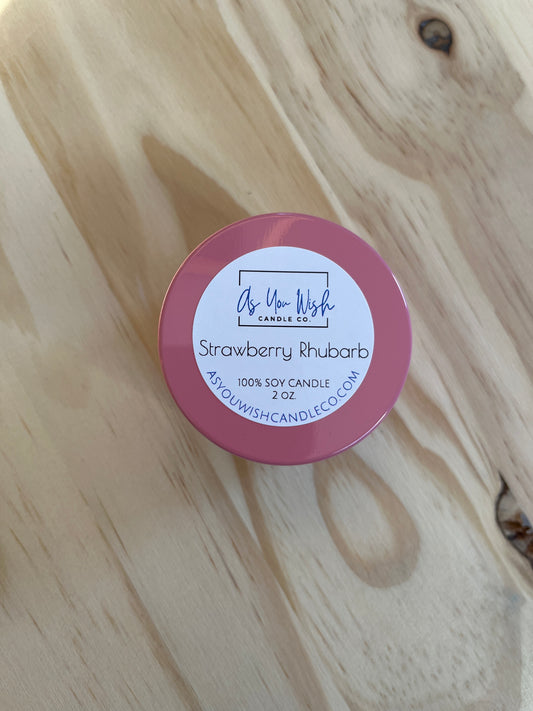 As You Wish
CANDLE CO.
Strawberry Rhubarb
100% SOY CANDLE
2 OZ.
ASYOUWISHCANDLECO.COM